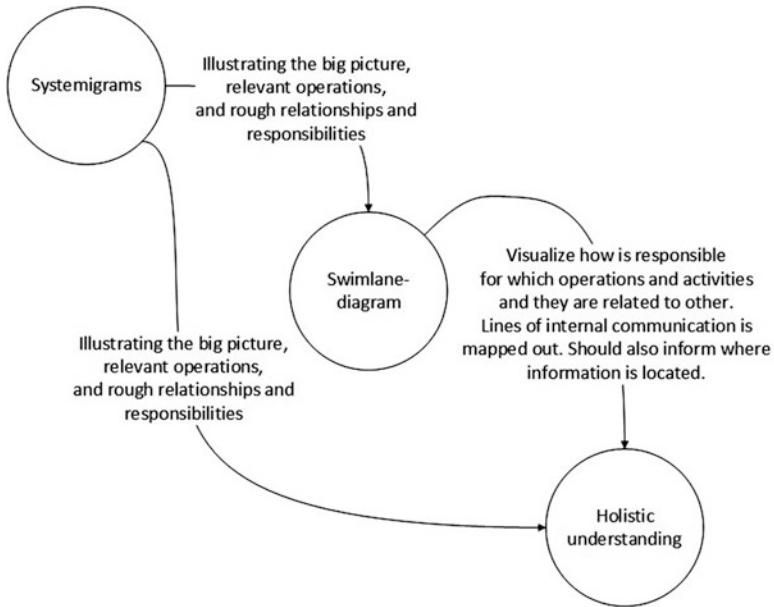 Systemigrams
Illustrating the big picture,
relevant operations,
and rough relationships and
responsibilities
Swimlane-
diagram
Visualize how is responsible
for which operations and activities
and they are related to other.
Lines of internal communication is
mapped out. Should also inform where
information is located.
Illustrating the big picture,
relevant operations,
and rough relationships and
responsibilities
Holistic
understanding